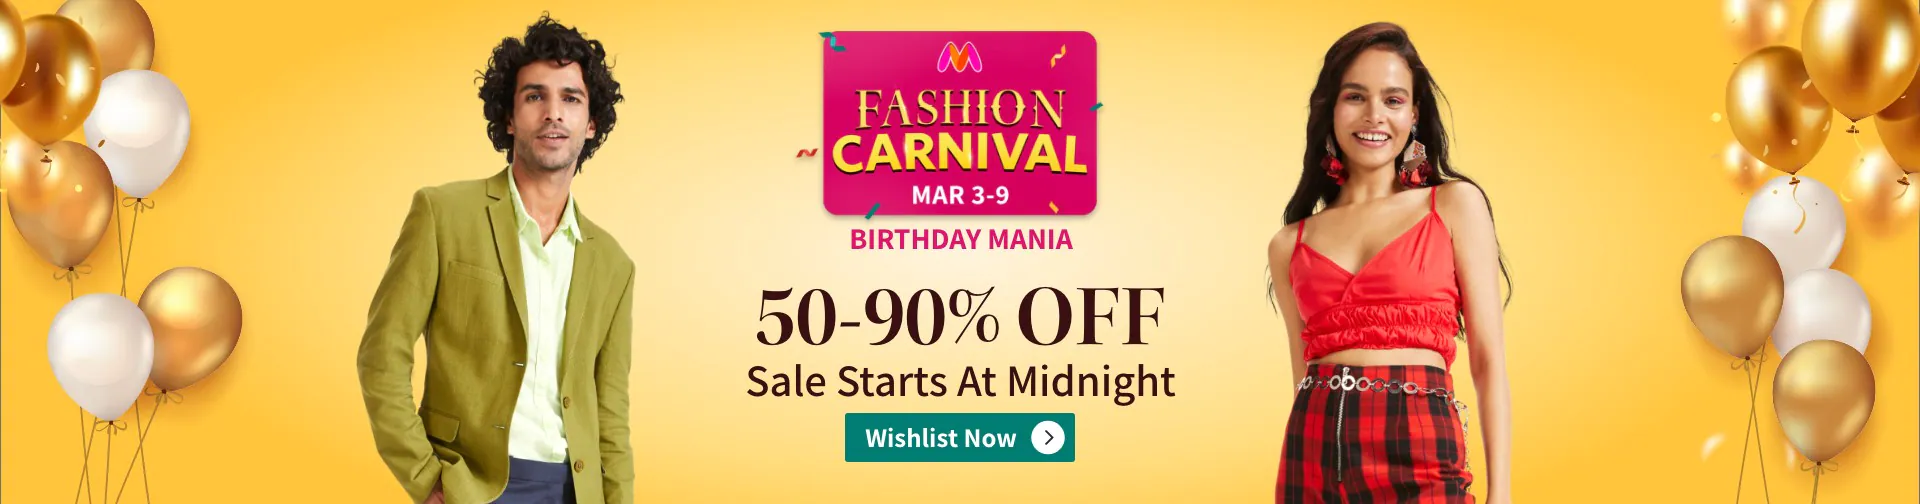 FASHION
CARNIVAL
MAR 3-9
BIRTHDAY MANIA
50-90% OFF
Sale Starts At Midnight
Wishlist Now